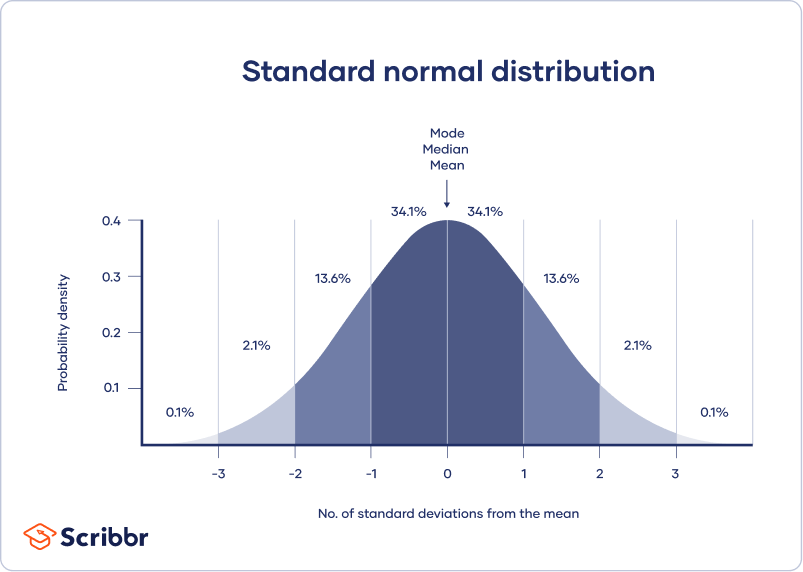 Standard normal distribution
Mode
Median
Mean
34.1% 34.1%
0.4
13.6% 13.6%
0.3
2.1% 2.1%
0.2
0.1% 0.1%
0.1
Probability density
-3 -2 -1 0 1 2 3
No. of standard deviations from the mean
Scribbr